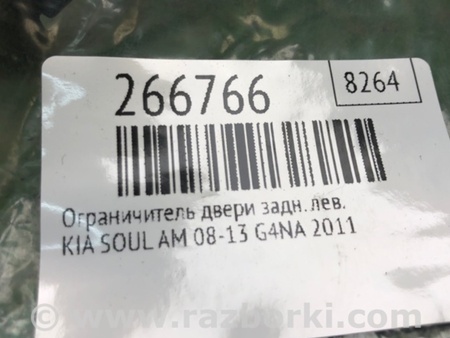 266766
8264
Ограничитель двери задн.лев.
KIA SOUL AM 08-13 G4NA 2011
© www.razborki.com